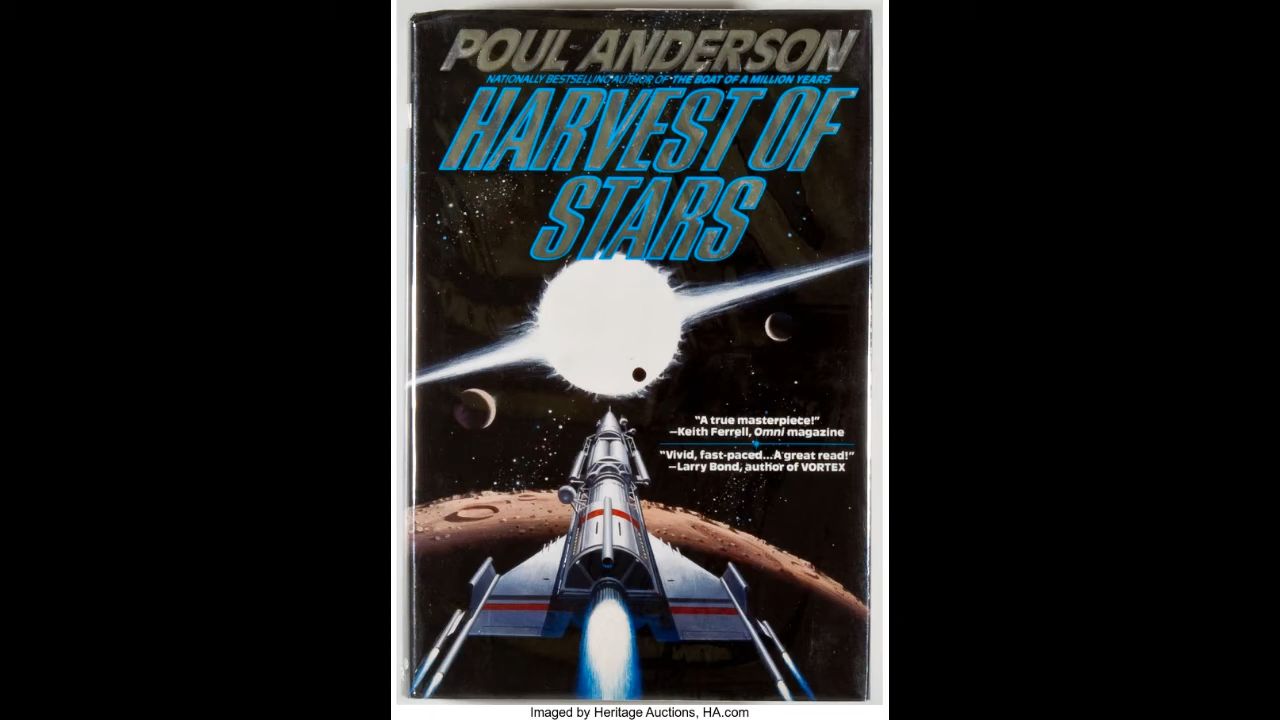 POUL ANDERSON
NATIONALLY BESTSELLING AUTHOR OF THE BOAT OF A MILLION YEARS
HARVEST OF
STARS
"A true masterpiece!"
—Keith Ferrell, Omni magazine
"Vivid, fast-paced...A great read!"
—Larry Bond, author of VORTEX
Imaged by Heritage Auctions, HA.com